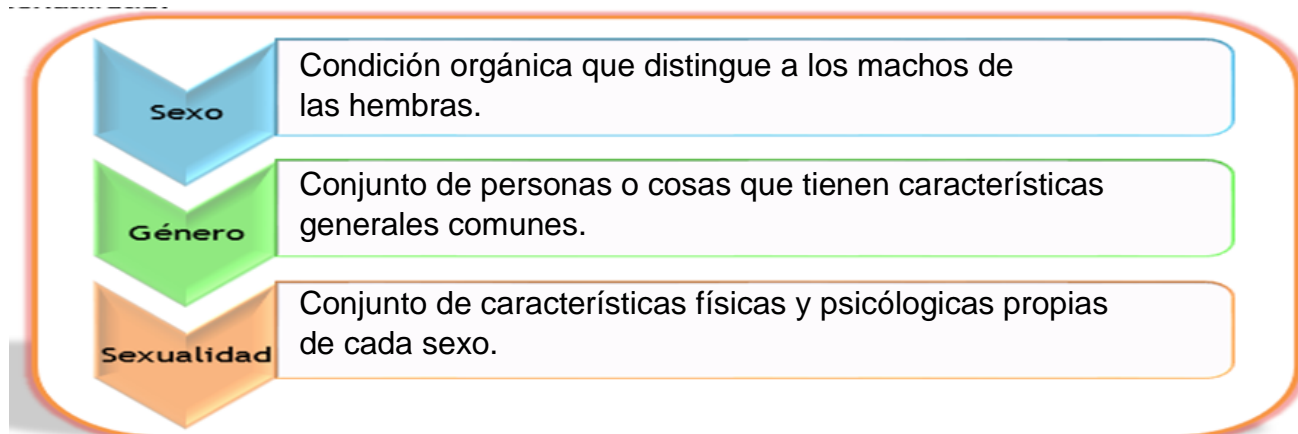 Sexo
Condición orgánica que distingue a los machos de
las hembras.
Género
Conjunto de personas o cosas que tienen características
generales comunes.
Sexualidad
Conjunto de características físicas y psicólogicas propias
de cada sexo.